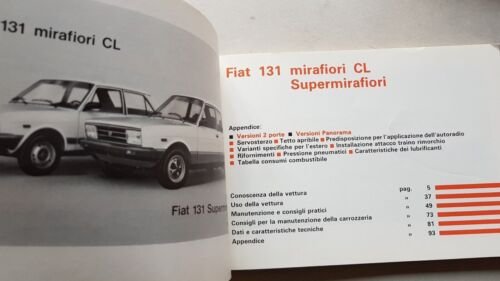 131 mirafiori CL
Fiat 131 Super
Fiat 131 mirafiori CL
Supermirafiori
Appendice:
■ Versioni 2 porte ■ Versioni Panorama
■ Servosterzo ■ Tetto apribile ■ Predisposizione per l'applicazione dell'autoradio
■ Varianti specifiche per l'estero ■ Installazione attacco traino rimorchio
■ Rifornimenti ■ Pressione pneumatici ■ Caratteristiche dei lubrificanti
■ Tabella consumi combustibile
Conoscenza della vettura pag. 5
Uso della vettura » 37
Manutenzione e consigli pratici » 49
Consigli per la manutenzione della carrozzeria » 73
Dati e caratteristiche tecniche » 81
Appendice » 93